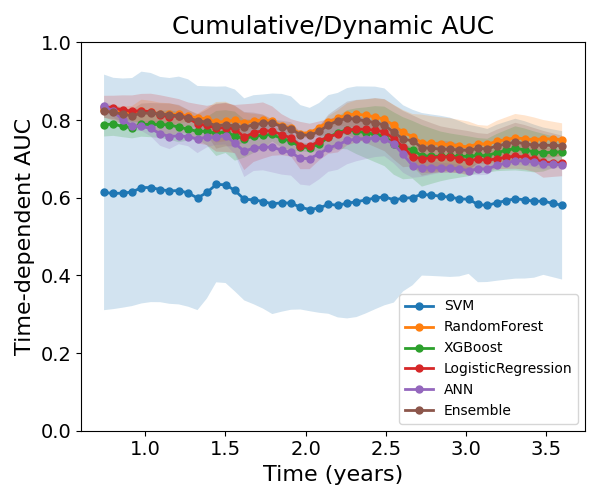 Cumulative/Dynamic AUC
Time-dependent AUC
1.0
0.8
0.6
0.4
0.2
0.0
SVM
RandomForest
XGBoost
LogisticRegression
ANN
Ensemble
1.0 1.5 2.0 2.5 3.0 3.5
Time (years)